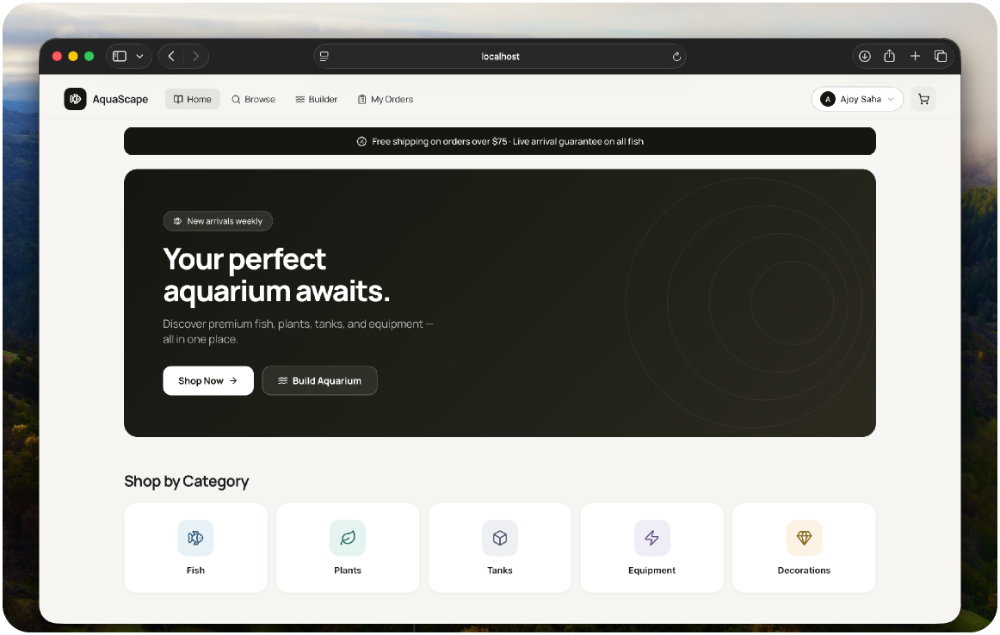 localhost
AquaScape Home Browse Builder My Orders A Ajoy Saha
Free shipping on orders over $75 · Live arrival guarantee on all fish
New arrivals weekly
Your perfect
aquarium awaits.
Discover premium fish, plants, tanks, and equipment —
all in one place.
Shop Now → Build Aquarium
Shop by Category
Fish Plants Tanks Equipment Decorations